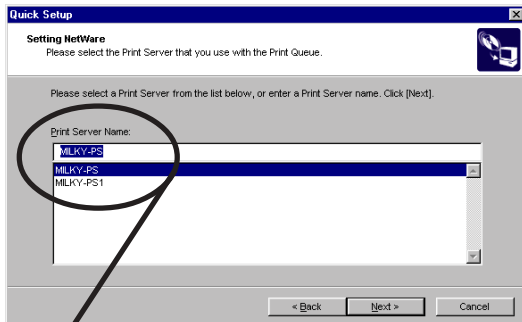 Quick Setup
Setting NetWare
Please select the Print Server that you use with the Print Queue.
Please select a Print Server from the list below, or enter a Print Server name. Click [Next].
Print Server Name:
MILKY-PS
MILKY-PS
MILKY-PS1
< Back
Next >
Cancel